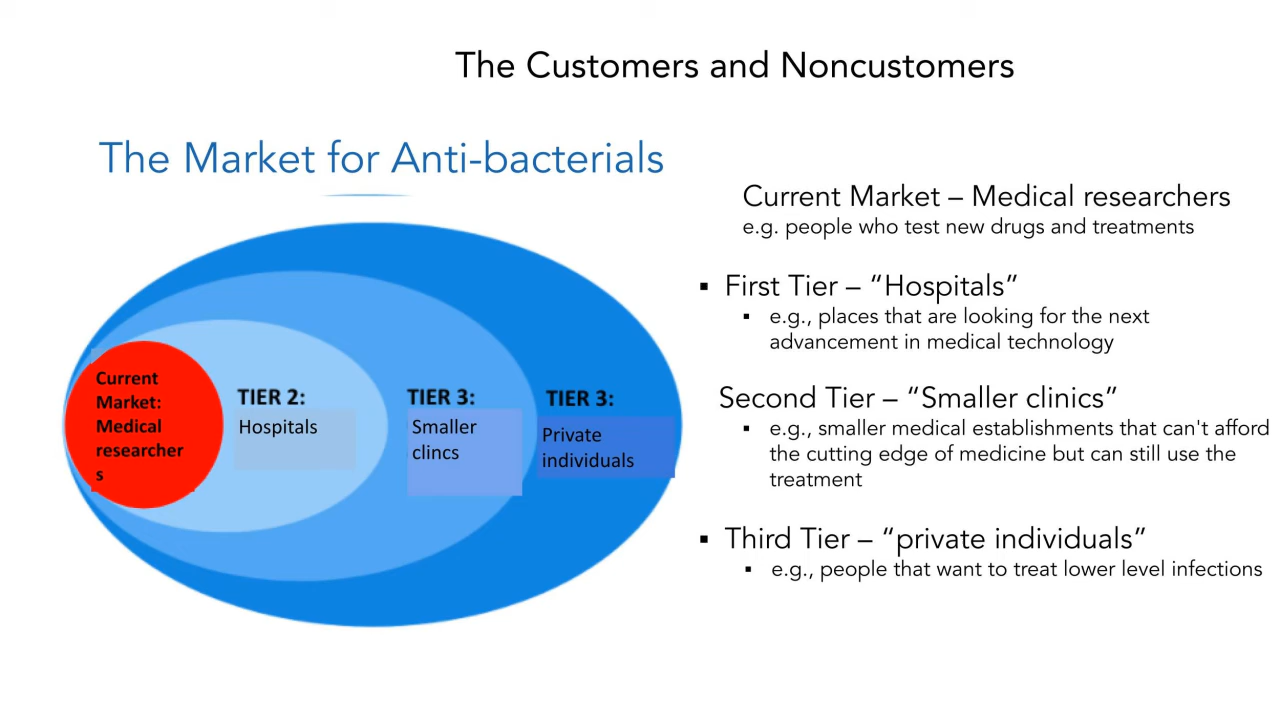 The Customers and Noncustomers
The Market for Anti-bacterials
Current
Market:
Medical
researcher
s
TIER 2:
Hospitals
TIER 3:
Smaller
clincs
TIER 3:
Private
individuals
Current Market – Medical researchers
e.g. people who test new drugs and treatments
▪ First Tier – “Hospitals”
▪ e.g., places that are looking for the next
advancement in medical technology
Second Tier – “Smaller clinics”
▪ e.g., smaller medical establishments that can't afford
the cutting edge of medicine but can still use the
treatment
▪ Third Tier – “private individuals”
▪ e.g., people that want to treat lower level infections